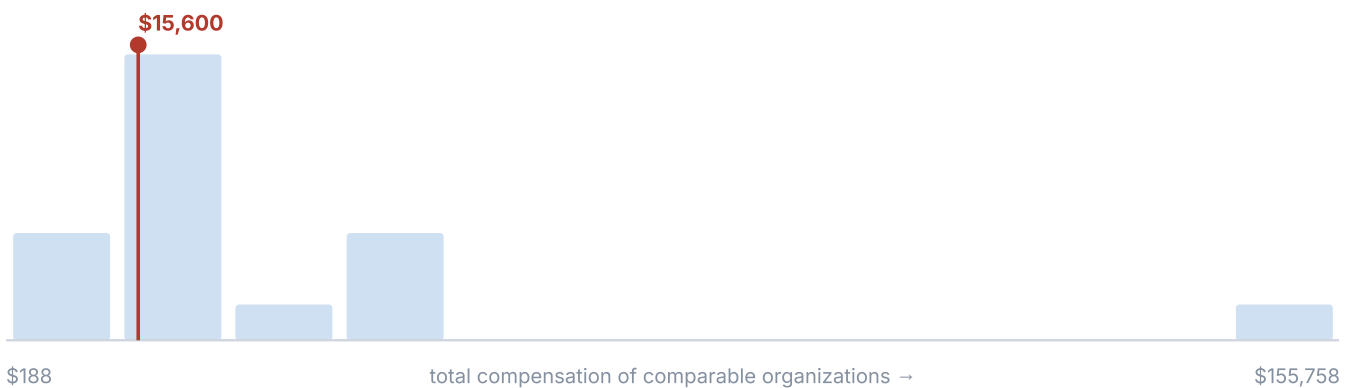 $15,600
$188
total compensation of comparable organizations →
$155,758